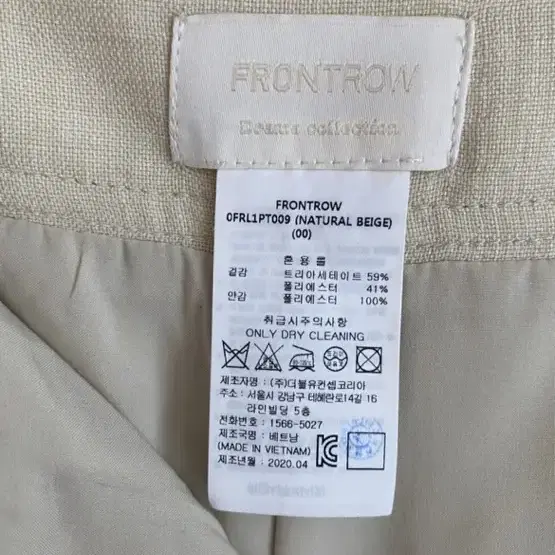 FRONTROW
Drama collection
FRONTROW
0FRL1PT009 (NATURAL BEIGE)
(00)
혼 용 률
겉감 트리아세테이트 59%
폴리에스터 41%
안감 폴리에스터 100%
취급시주의사항
ONLY DRY CLEANING
제조자명 : (주)더블유컨셉코리아
주소 : 서울시 강남구 테헤란로14길 16
라인빌딩 5층
전화번호 : 1566-5027
제조국명 : 베트남
(MADE IN VIETNAM)
제조년월 : 2020.04